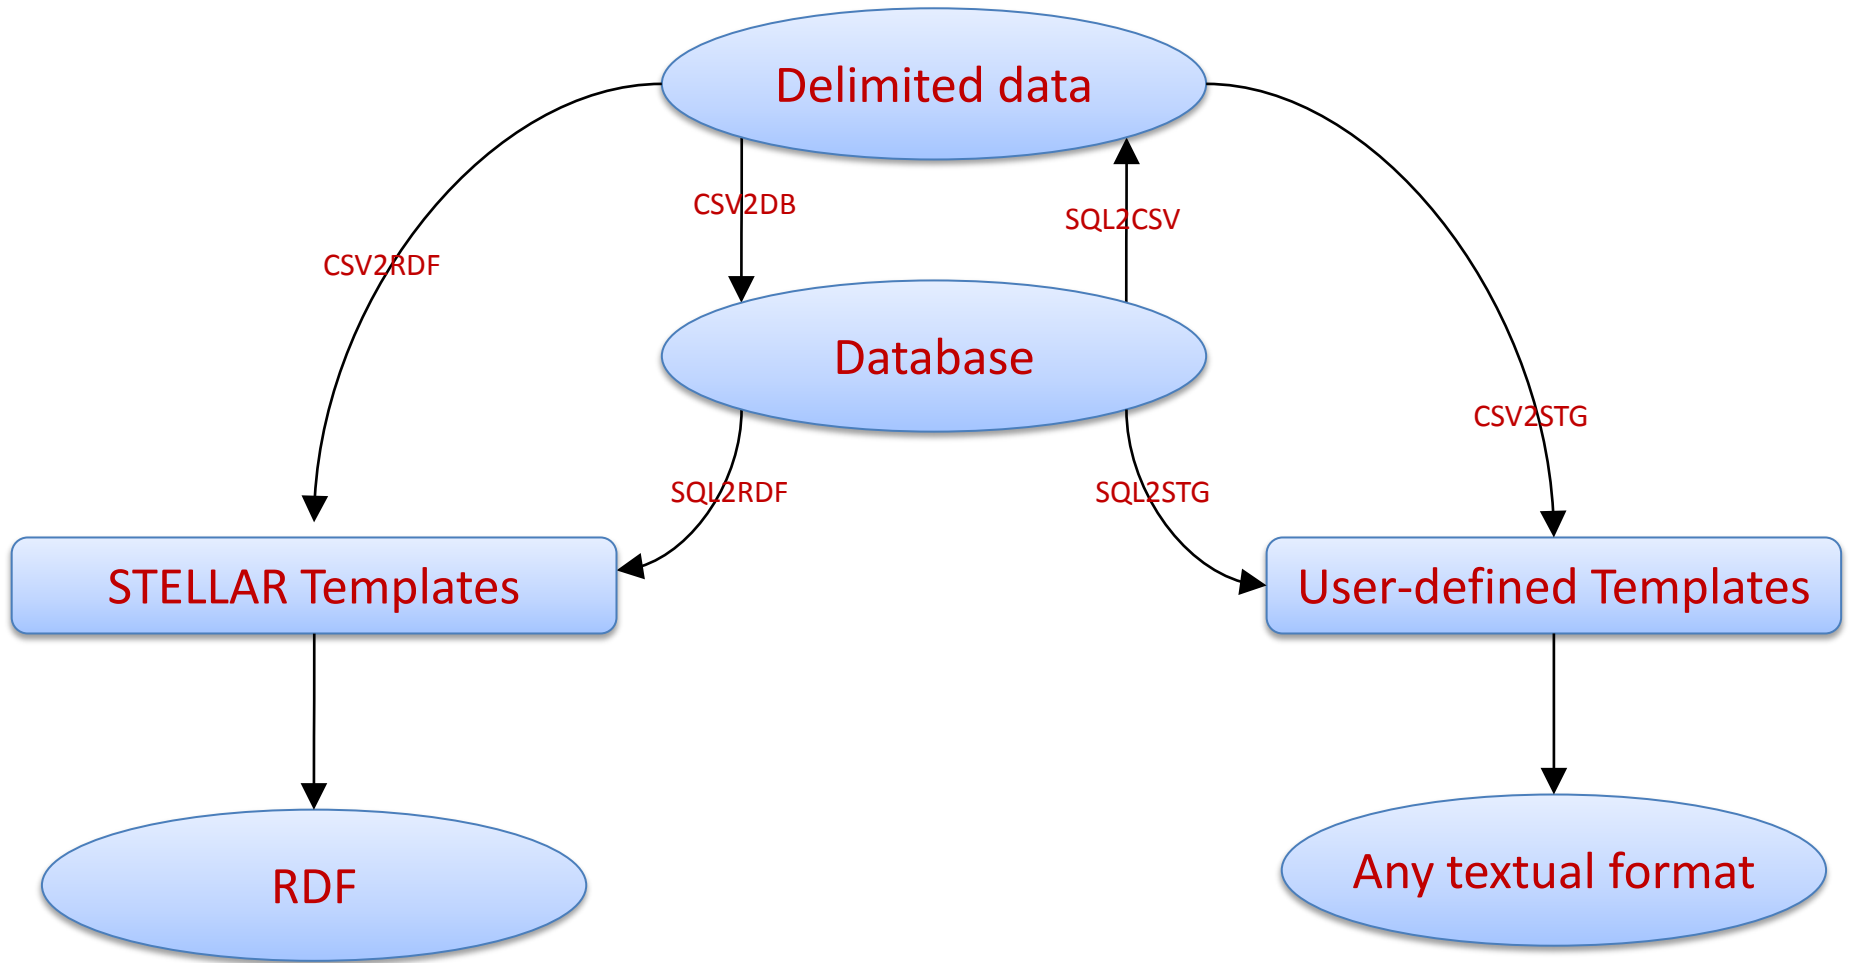 Delimited data
CSV2DB
SQL2CSV
CSV2RDF
Database
CSV2STG
SQL2RDF
SQL2STG
STELLAR Templates
User-defined Templates
RDF
Any textual format